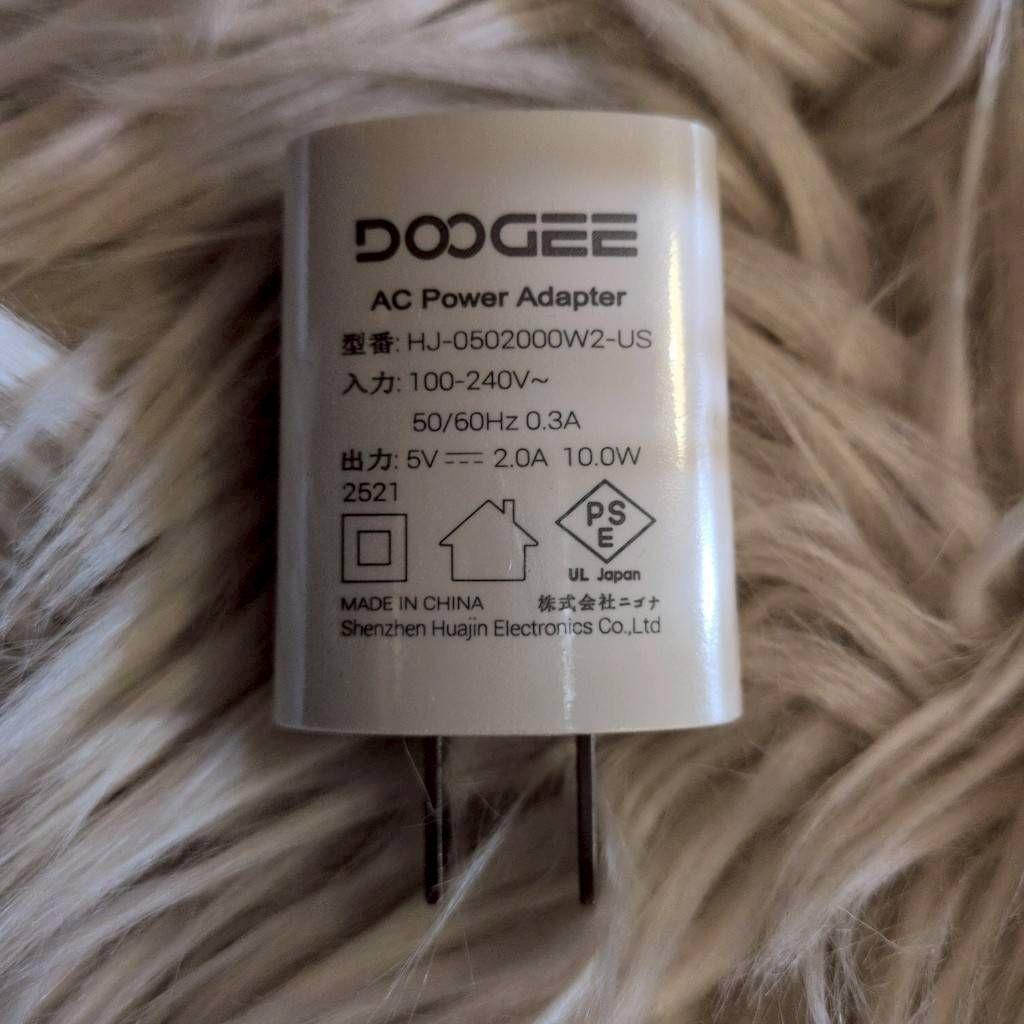 DOOGEE
AC Power Adapter
型番: HJ-0502000W2-US
入力: 100-240V~
50/60Hz 0.3A
出力: 5V ⎓ 2.0A 10.0W
2521
PS
E
UL Japan
MADE IN CHINA 株式会社ニゴナ
Shenzhen Huajin Electronics Co.,Ltd